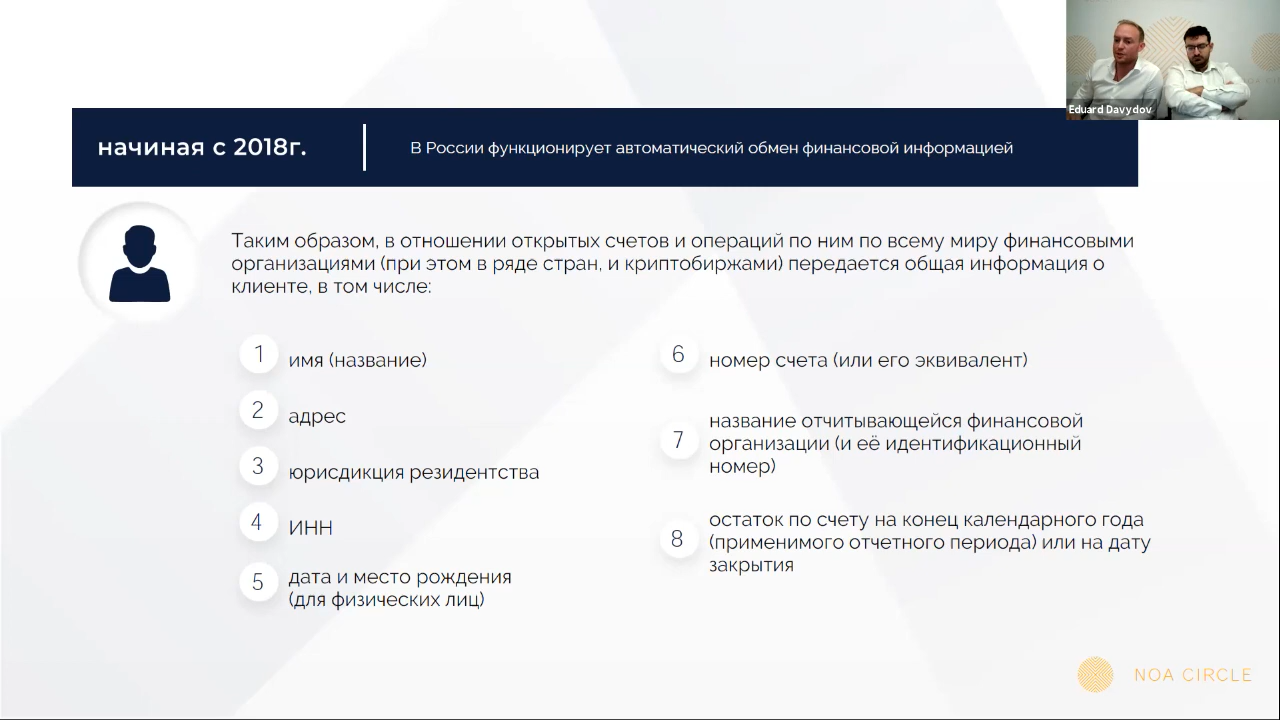 Eduard Davydov
начиная с 2018г.
В России функционирует автоматический обмен финансовой информацией
Таким образом, в отношении открытых счетов и операций по ним по всему миру финансовыми
организациями (при этом в ряде стран, и криптобиржами) передается общая информация о
клиенте, в том числе:
1 имя (название)
2 адрес
3 юрисдикция резидентства
4 ИНН
5 дата и место рождения
(для физических лиц)
6 номер счета (или его эквивалент)
7 название отчитывающейся финансовой
организации (и её идентификационный
номер)
8 остаток по счету на конец календарного года
(применимого отчетного периода) или на дату
закрытия
NOA CIRCLE